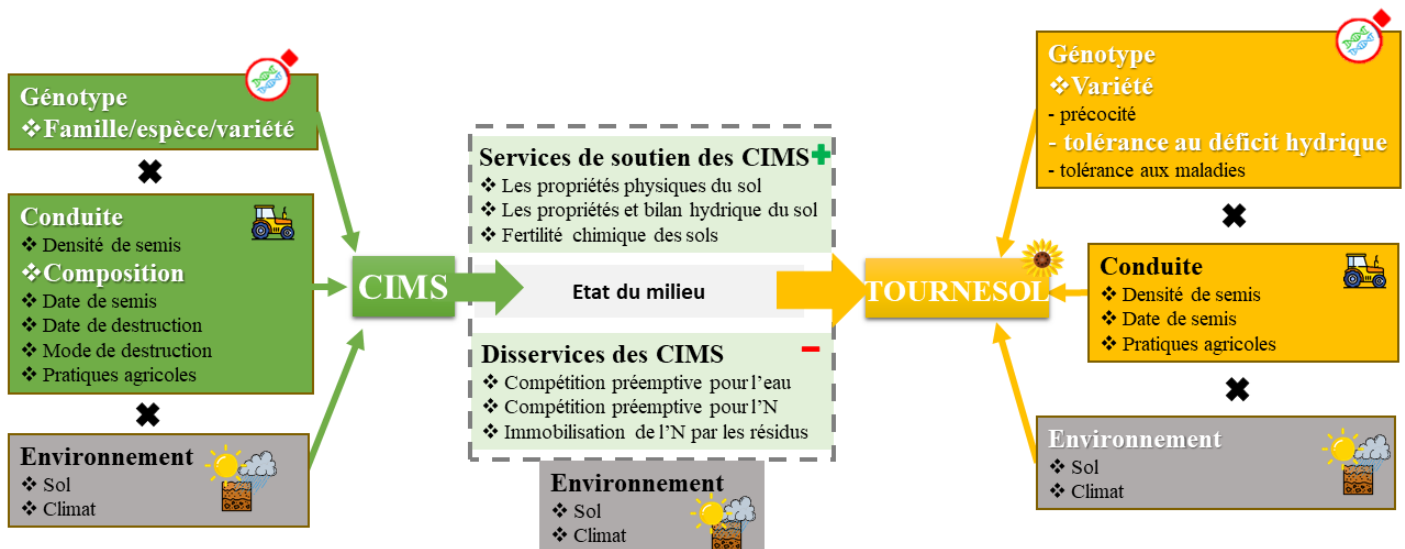 Génotype
❖Famille/espèce/variété
Conduite
❖ Densité de semis
❖Composition
❖ Date de semis
❖ Date de destruction
❖ Mode de destruction
❖ Pratiques agricoles
Environnement
❖ Sol
❖ Climat
CIMS
Services de soutien des CIMS
❖ Les propriétés physiques du sol
❖ Les propriétés et bilan hydrique du sol
❖ Fertilité chimique des sols
Etat du milieu
Disservices des CIMS
❖ Compétition préemptive pour l'eau
❖ Compétition préemptive pour l'N
❖ Immobilisation de l'N par les résidus
Environnement
❖ Sol
❖ Climat
TOURNESOL
Génotype
❖Variété
- précocité
- tolérance au déficit hydrique
- tolérance aux maladies
Conduite
❖ Densité de semis
❖ Date de semis
❖ Pratiques agricoles
Environnement
❖ Sol
❖ Climat